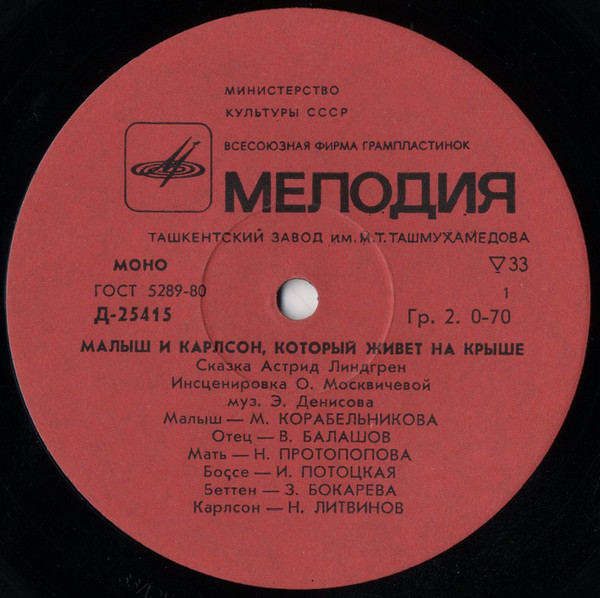 МИНИСТЕРСТВО
КУЛЬТУРЫ СССР
ВСЕСОЮЗНАЯ ФИРМА ГРАМПЛАСТИНОК
МЕЛОДИЯ
ТАШКЕНТСКИЙ ЗАВОД ИМ. М.Т. ТАШМУХАМЕДОВА
МОНО 33
ГОСТ 5289-80 1
Д-25415 Гр. 2. 0-70
МАЛЫШ И КАРЛСОН, КОТОРЫЙ ЖИВЕТ НА КРЫШЕ
Сказка Астрид Линдгрен
Инсценировка О. Москвичевой
муз. Э. Денисова
Малыш — М. КОРАБЕЛЬНИКОВА
Отец — В. БАЛАШОВ
Мать — Н. ПРОТОПОПОВА
Боссе — И. ПОТОЦКАЯ
Беттен — З. БОКАРЕВА
Карлсон — Н. ЛИТВИНОВ